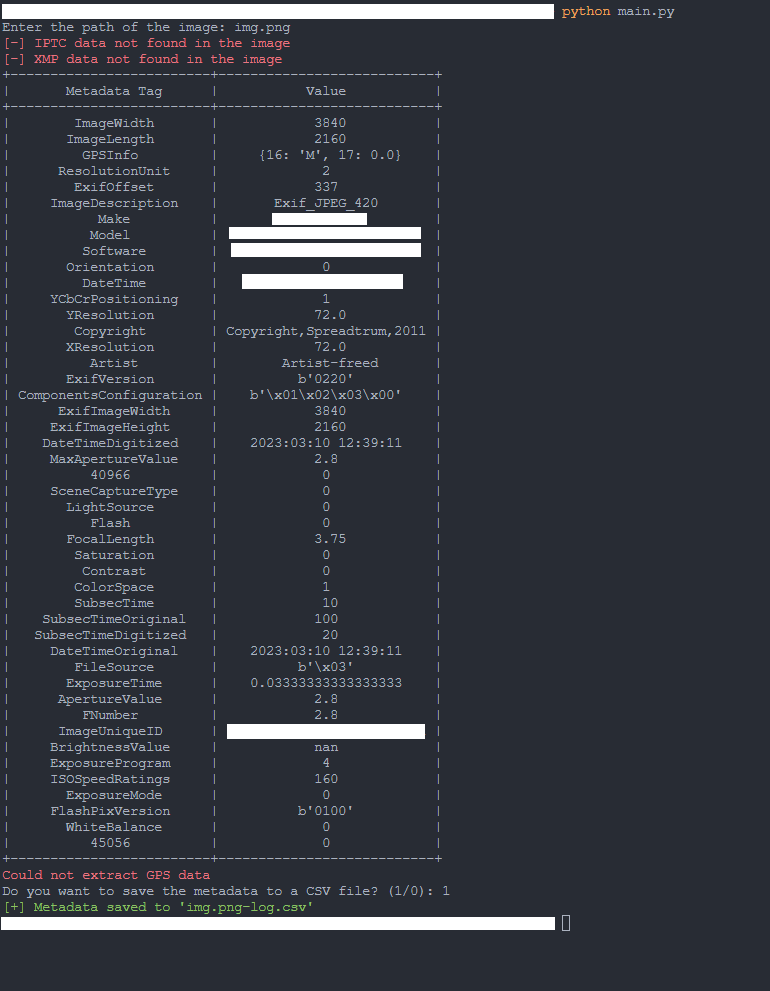 python main.py
Enter the path of the image: img.png
[-] IPTC data not found in the image
[-] XMP data not found in the image
+-------------------------+---------------------------+
| Metadata Tag | Value |
+-------------------------+---------------------------+
| ImageWidth | 3840 |
| ImageLength | 2160 |
| GPSInfo | {16: 'M', 17: 0.0} |
| ResolutionUnit | 2 |
| ExifOffset | 337 |
| ImageDescription | Exif_JPEG_420 |
| Make | |
| Model | |
| Software | |
| Orientation | 0 |
| DateTime | |
| YCbCrPositioning | 1 |
| YResolution | 72.0 |
| Copyright | Copyright,Spreadtrum,2011 |
| XResolution | 72.0 |
| Artist | Artist-freed |
| ExifVersion | b'0220' |
| ComponentsConfiguration | b'\x01\x02\x03\x00' |
| ExifImageWidth | 3840 |
| ExifImageHeight | 2160 |
| DateTimeDigitized | 2023:03:10 12:39:11 |
| MaxApertureValue | 2.8 |
| 40966 | 0 |
| SceneCaptureType | 0 |
| LightSource | 0 |
| Flash | 0 |
| FocalLength | 3.75 |
| Saturation | 0 |
| Contrast | 0 |
| ColorSpace | 1 |
| SubsecTime | 10 |
| SubsecTimeOriginal | 100 |
| SubsecTimeDigitized | 20 |
| DateTimeOriginal | 2023:03:10 12:39:11 |
| FileSource | b'\x03' |
| ExposureTime | 0.03333333333333333 |
| ApertureValue | 2.8 |
| FNumber | 2.8 |
| ImageUniqueID | |
| BrightnessValue | nan |
| ExposureProgram | 4 |
| ISOSpeedRatings | 160 |
| ExposureMode | 0 |
| FlashPixVersion | b'0100' |
| WhiteBalance | 0 |
| 45056 | 0 |
+-------------------------+---------------------------+
Could not extract GPS data
Do you want to save the metadata to a CSV file? (1/0): 1
[+] Metadata saved to 'img.png-log.csv'